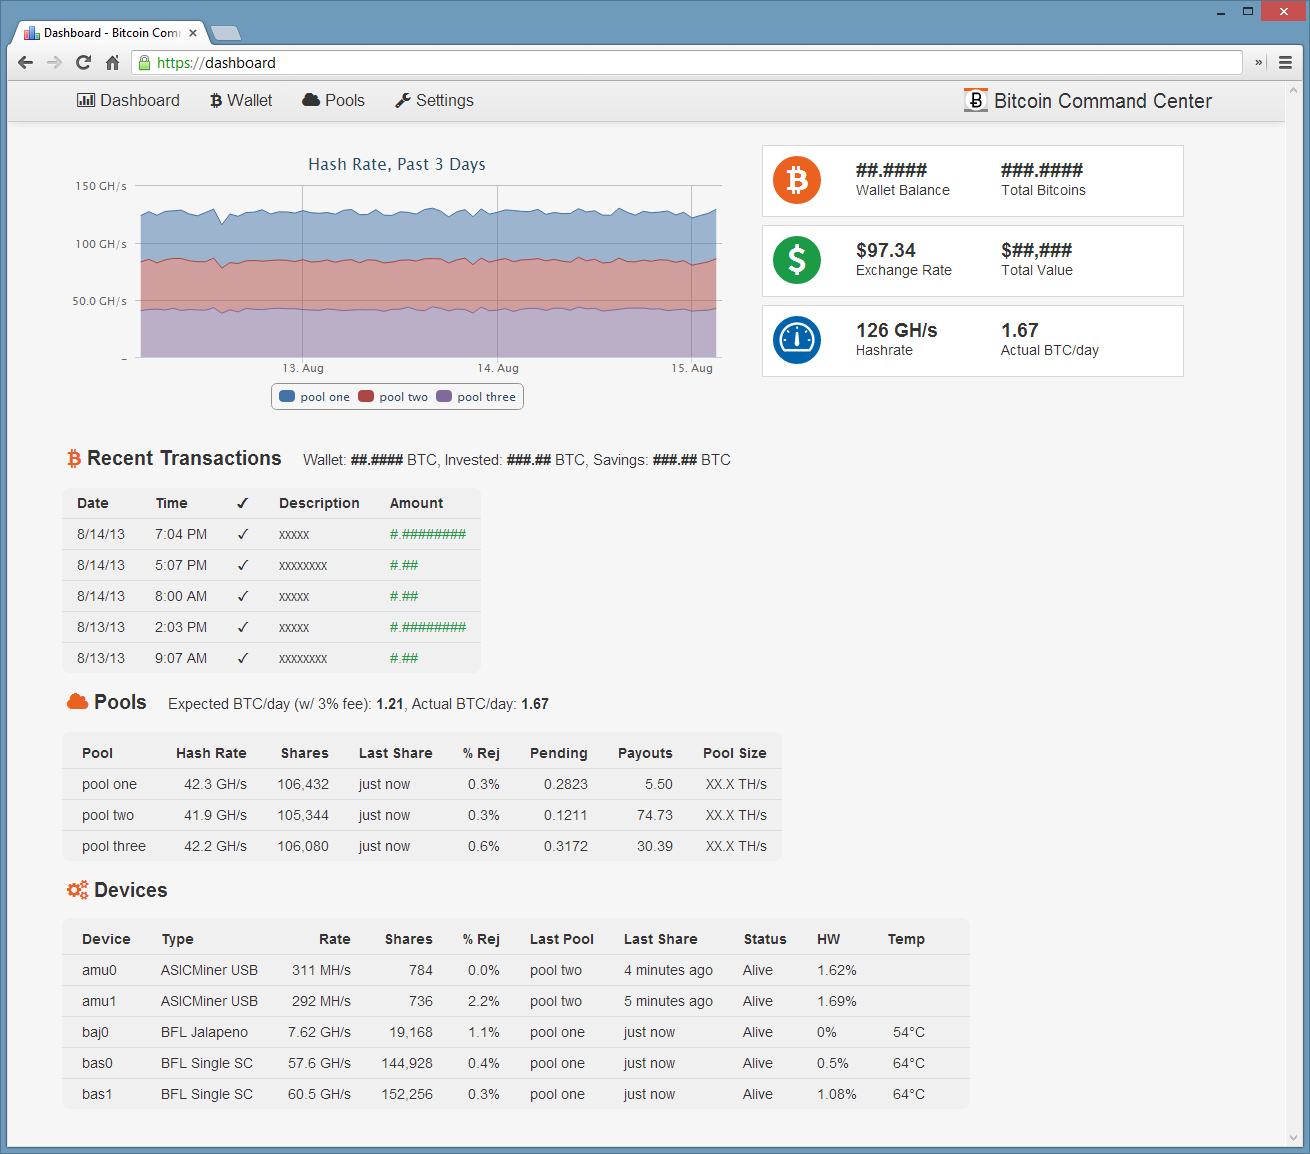 Dashboard - Bitcoin Com
https://dashboard
Dashboard Wallet Pools Settings Bitcoin Command Center
Hash Rate, Past 3 Days
150 GH/s
100 GH/s
50.0 GH/s
–
13. Aug 14. Aug 15. Aug
pool one pool two pool three
##.#### ###.####
Wallet Balance Total Bitcoins
$97.34 $##,###
Exchange Rate Total Value
126 GH/s 1.67
Hashrate Actual BTC/day
Recent Transactions Wallet: ##.#### BTC, Invested: ###.## BTC, Savings: ###.## BTC
Date Time ✓ Description Amount
8/14/13 7:04 PM ✓ xxxxx #.########
8/14/13 5:07 PM ✓ xxxxxxxx #.##
8/14/13 8:00 AM ✓ xxxxx #.##
8/13/13 2:03 PM ✓ xxxxx #.########
8/13/13 9:07 AM ✓ xxxxxxxx #.##
Pools Expected BTC/day (w/ 3% fee): 1.21, Actual BTC/day: 1.67
Pool Hash Rate Shares Last Share % Rej Pending Payouts Pool Size
pool one 42.3 GH/s 106,432 just now 0.3% 0.2823 5.50 XX.X TH/s
pool two 41.9 GH/s 105,344 just now 0.3% 0.1211 74.73 XX.X TH/s
pool three 42.2 GH/s 106,080 just now 0.6% 0.3172 30.39 XX.X TH/s
Devices
Device Type Rate Shares % Rej Last Pool Last Share Status HW Temp
amu0 ASICMiner USB 311 MH/s 784 0.0% pool two 4 minutes ago Alive 1.62%
amu1 ASICMiner USB 292 MH/s 736 2.2% pool two 5 minutes ago Alive 1.69%
baj0 BFL Jalapeno 7.62 GH/s 19,168 1.1% pool one just now Alive 0% 54°C
bas0 BFL Single SC 57.6 GH/s 144,928 0.4% pool one just now Alive 0.5% 64°C
bas1 BFL Single SC 60.5 GH/s 152,256 0.3% pool one just now Alive 1.08% 64°C